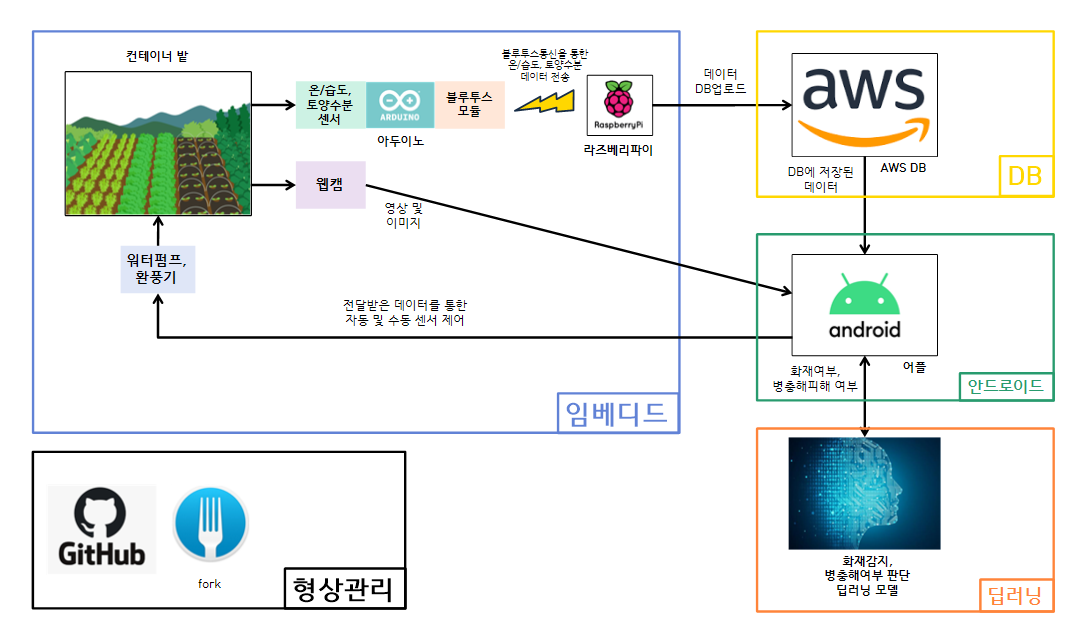 컨테이너 밭
온/습도,
토양수분
센서
ARDUINO
아두이노
블루투스
모듈
블루투스통신을 통한
온/습도, 토양수분
데이터 전송
RaspberryPi
라즈베리파이
데이터
DB업로드
aws
AWS DB
DB에 저장된
데이터
DB
웹캠
영상 및
이미지
워터펌프,
환풍기
전달받은 데이터를 통한
자동 및 수동 센서 제어
임베디드
android
어플
화재여부,
병충해피해 여부
안드로이드
GitHub
fork
형상관리
화재감지,
병충해여부 판단
딥러닝 모델
딥러닝